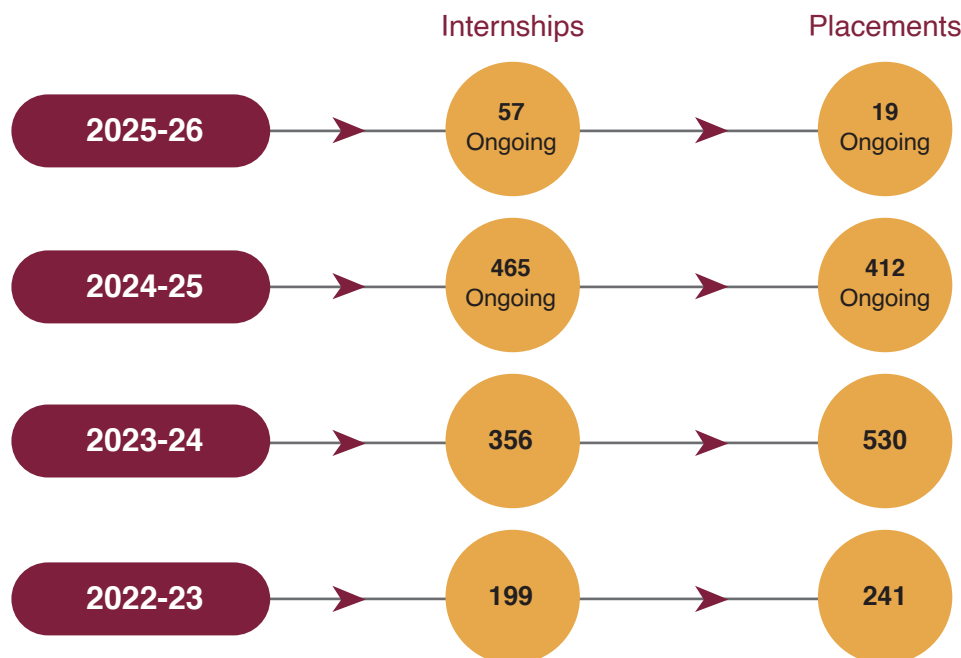 Internships
Placements
2025-26
57
Ongoing
19
Ongoing
2024-25
465
Ongoing
412
Ongoing
2023-24
356
530
2022-23
199
241